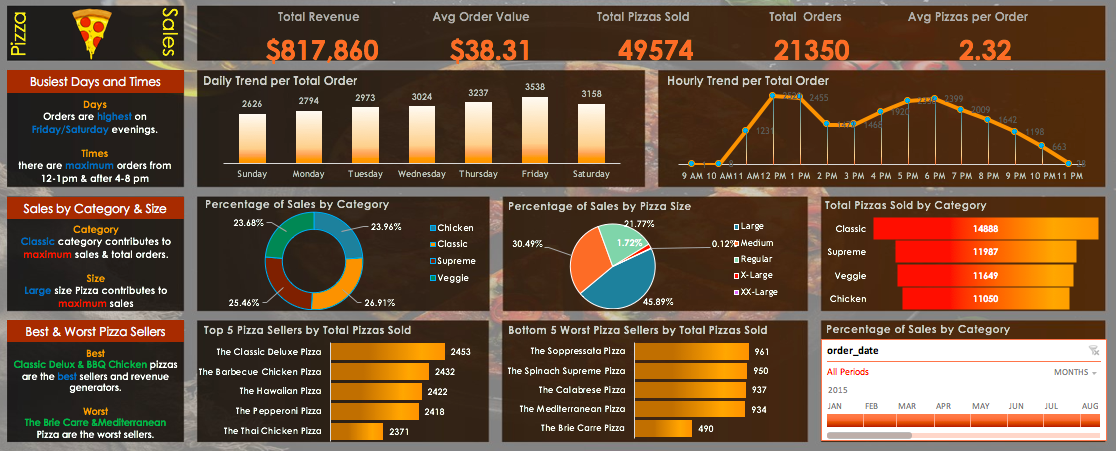 Pizza
Sales
Total Revenue
$817,860
Avg Order Value
$38.31
Total Pizzas Sold
49574
Total Orders
21350
Avg Pizzas per Order
2.32
Busiest Days and Times
Days
Orders are highest on
Friday/Saturday evenings.
Times
there are maximum orders from
12-1pm & after 4-8 pm
Daily Trend per Total Order
2626
2794
2973
3024
3237
3538
3158
Sunday
Monday
Tuesday
Wednesday
Thursday
Friday
Saturday
Hourly Trend per Total Order
1231
2455
1468
1920
2399
2009
1642
1198
663
28
9 AM 10 AM 11 AM 12 PM 1 PM 2 PM 3 PM 4 PM 5 PM 6 PM 7 PM 8 PM 9 PM 10 PM 11 PM
Sales by Category & Size
Category
Classic category contributes to
maximum sales & total orders.
Size
Large size Pizza contributes to
maximum sales
Percentage of Sales by Category
23.68%
23.96%
25.46%
26.91%
Chicken
Classic
Supreme
Veggie
Percentage of Sales by Pizza Size
21.77%
30.49%
1.72%
0.12%
45.89%
Large
Medium
Regular
X-Large
XX-Large
Total Pizzas Sold by Category
Classic 14888
Supreme 11987
Veggie 11649
Chicken 11050
Best & Worst Pizza Sellers
Best
Classic Delux & BBQ Chicken pizzas
are the best sellers and revenue
generators.
Worst
The Brie Carre &Mediterranean
Pizza are the worst sellers.
Top 5 Pizza Sellers by Total Pizzas Sold
The Classic Deluxe Pizza 2453
The Barbecue Chicken Pizza 2432
The Hawaiian Pizza 2422
The Pepperoni Pizza 2418
The Thai Chicken Pizza 2371
Bottom 5 Worst Pizza Sellers by Total Pizzas Sold
The Soppressata Pizza 961
The Spinach Supreme Pizza 950
The Calabrese Pizza 937
The Mediterranean Pizza 934
The Brie Carre Pizza 490
Percentage of Sales by Category
order_date
All Periods
MONTHS
2015
JAN FEB MAR APR MAY JUN JUL AUG